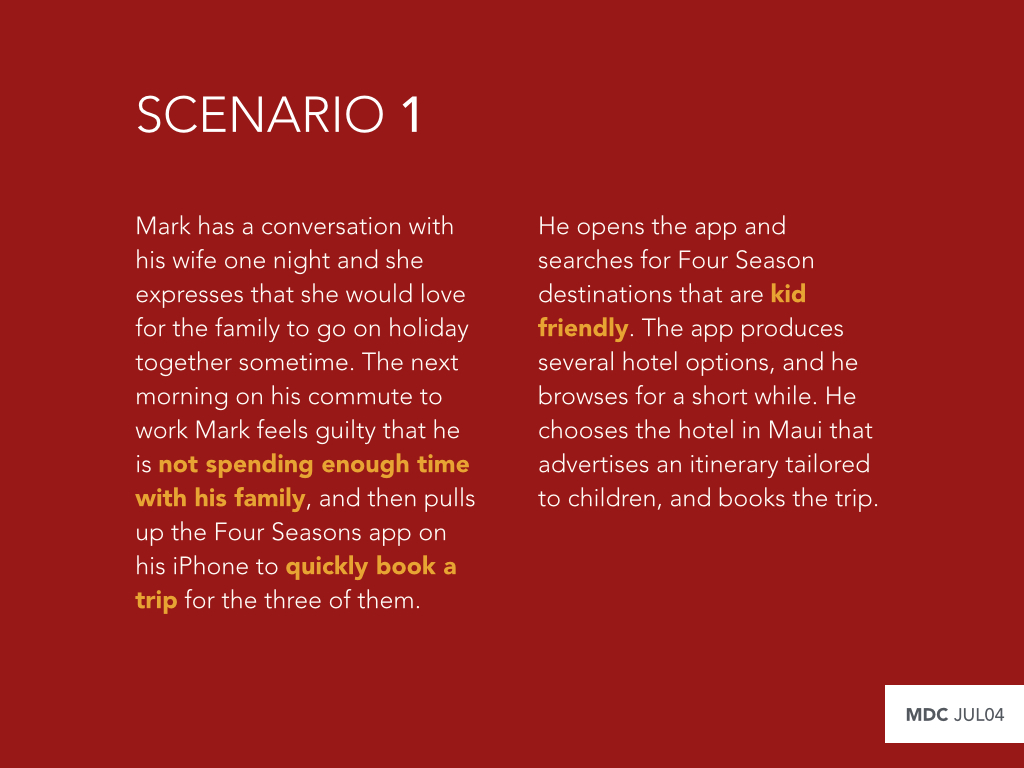 SCENARIO 1
Mark has a conversation with
his wife one night and she
expresses that she would love
for the family to go on holiday
together sometime. The next
morning on his commute to
work Mark feels guilty that he
is not spending enough time
with his family, and then pulls
up the Four Seasons app on
his iPhone to quickly book a
trip for the three of them.
He opens the app and
searches for Four Season
destinations that are kid
friendly. The app produces
several hotel options, and he
browses for a short while. He
chooses the hotel in Maui that
advertises an itinerary tailored
to children, and books the trip.
MDC JUL04